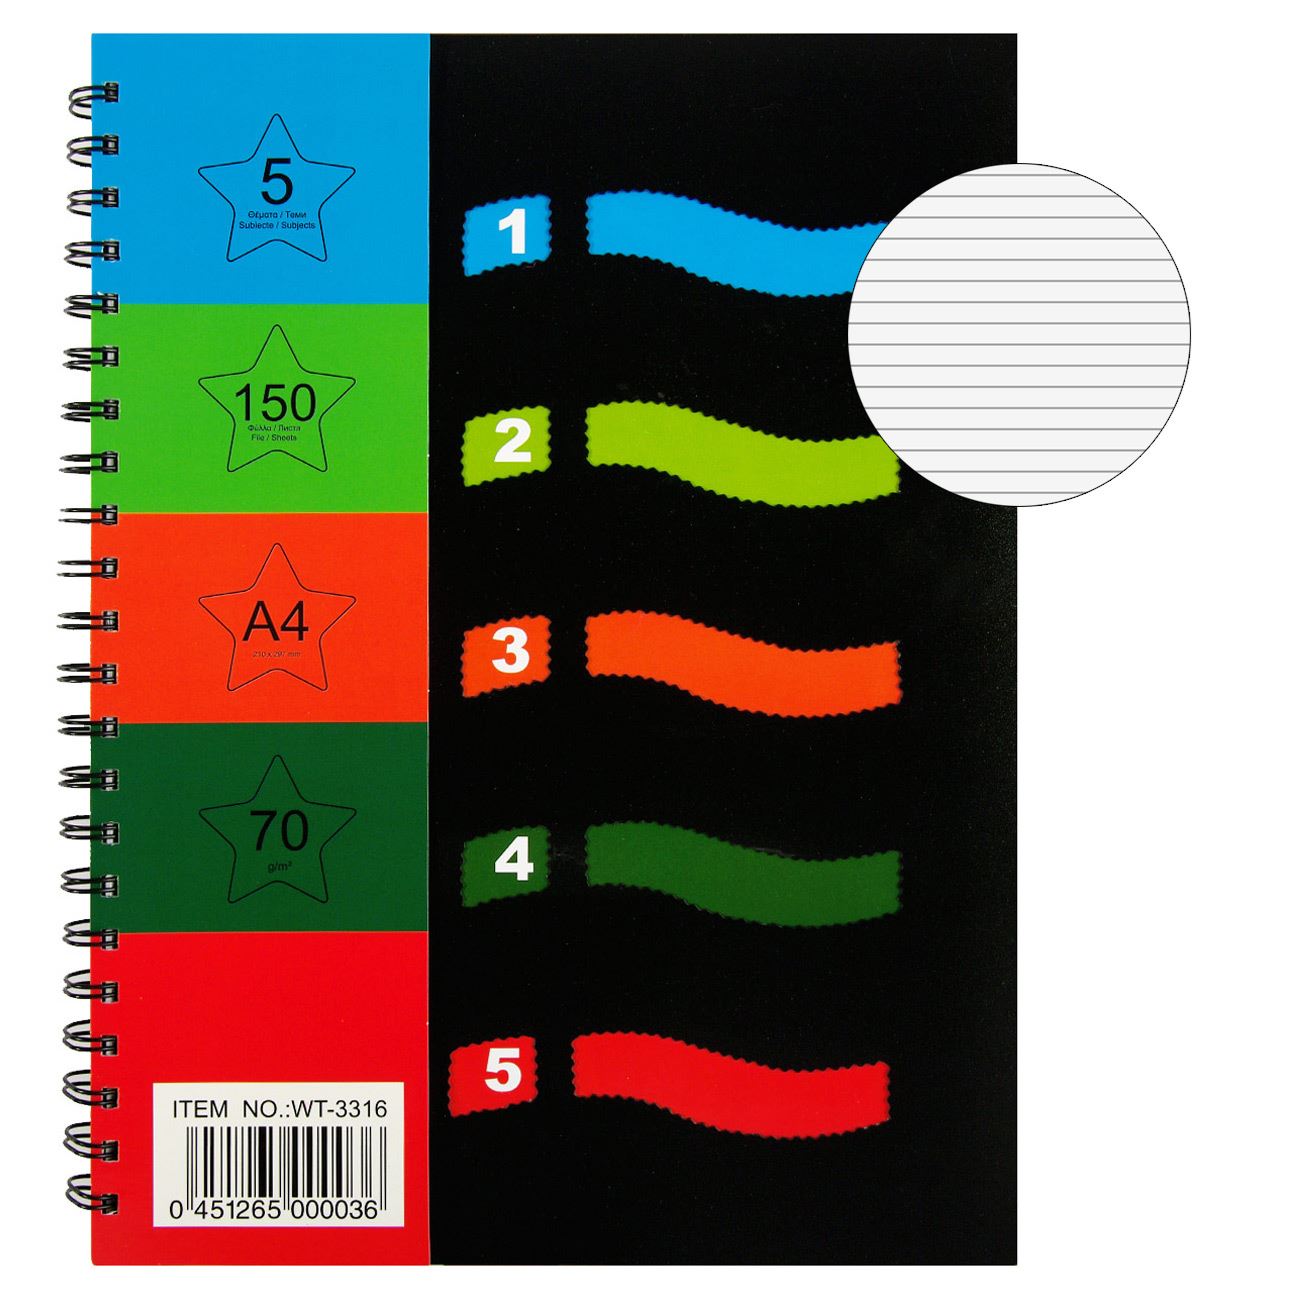 5
Θέματα / Теми
Subiecte / Subjects
150
Φύλλα / Листа
File / Sheets
A4
210 x 297 mm
70
g/m²
ITEM NO.:WT-3316
0 451265 000036
1
2
3
4
5